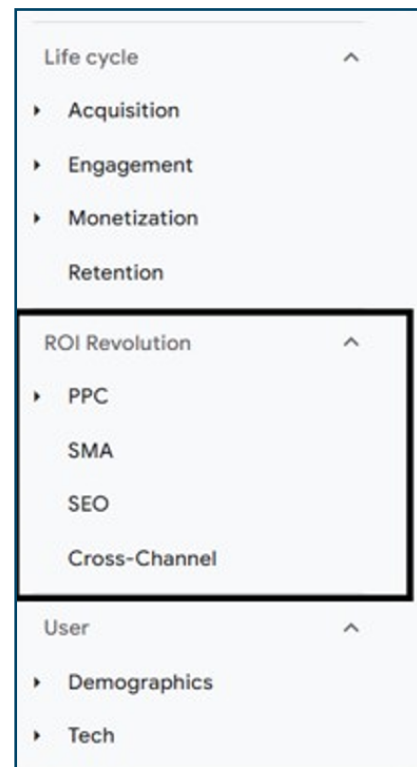 Life cycle
Acquisition
Engagement
Monetization
Retention
ROI Revolution
PPC
SMA
SEO
Cross-Channel
User
Demographics
Tech